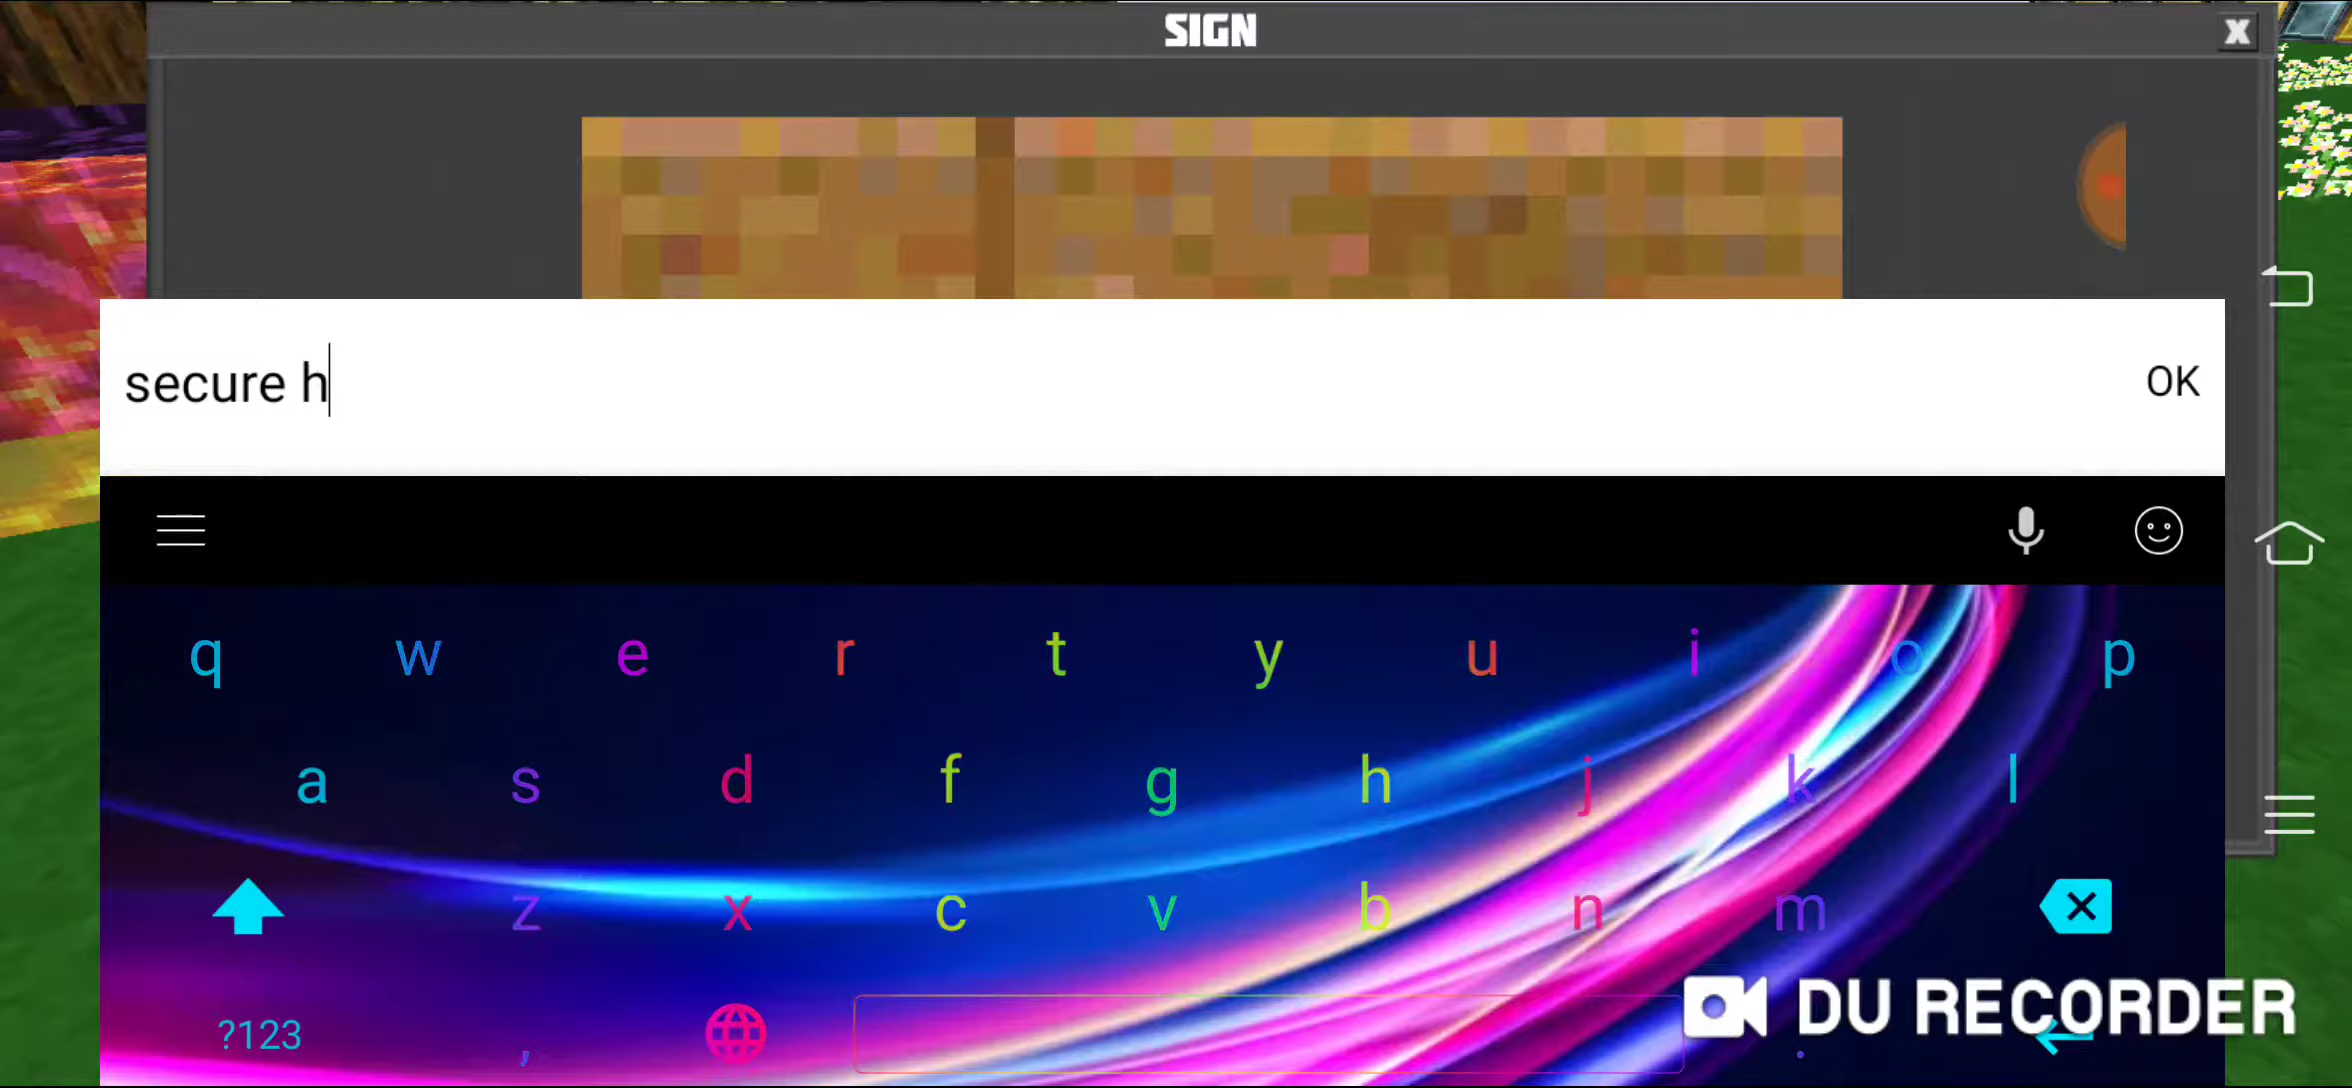 SIGN
X
secure h
OK
q w e r t y u i o p
a s d f g h j k l
z x c v b n m
?123 , .
DU RECORDER